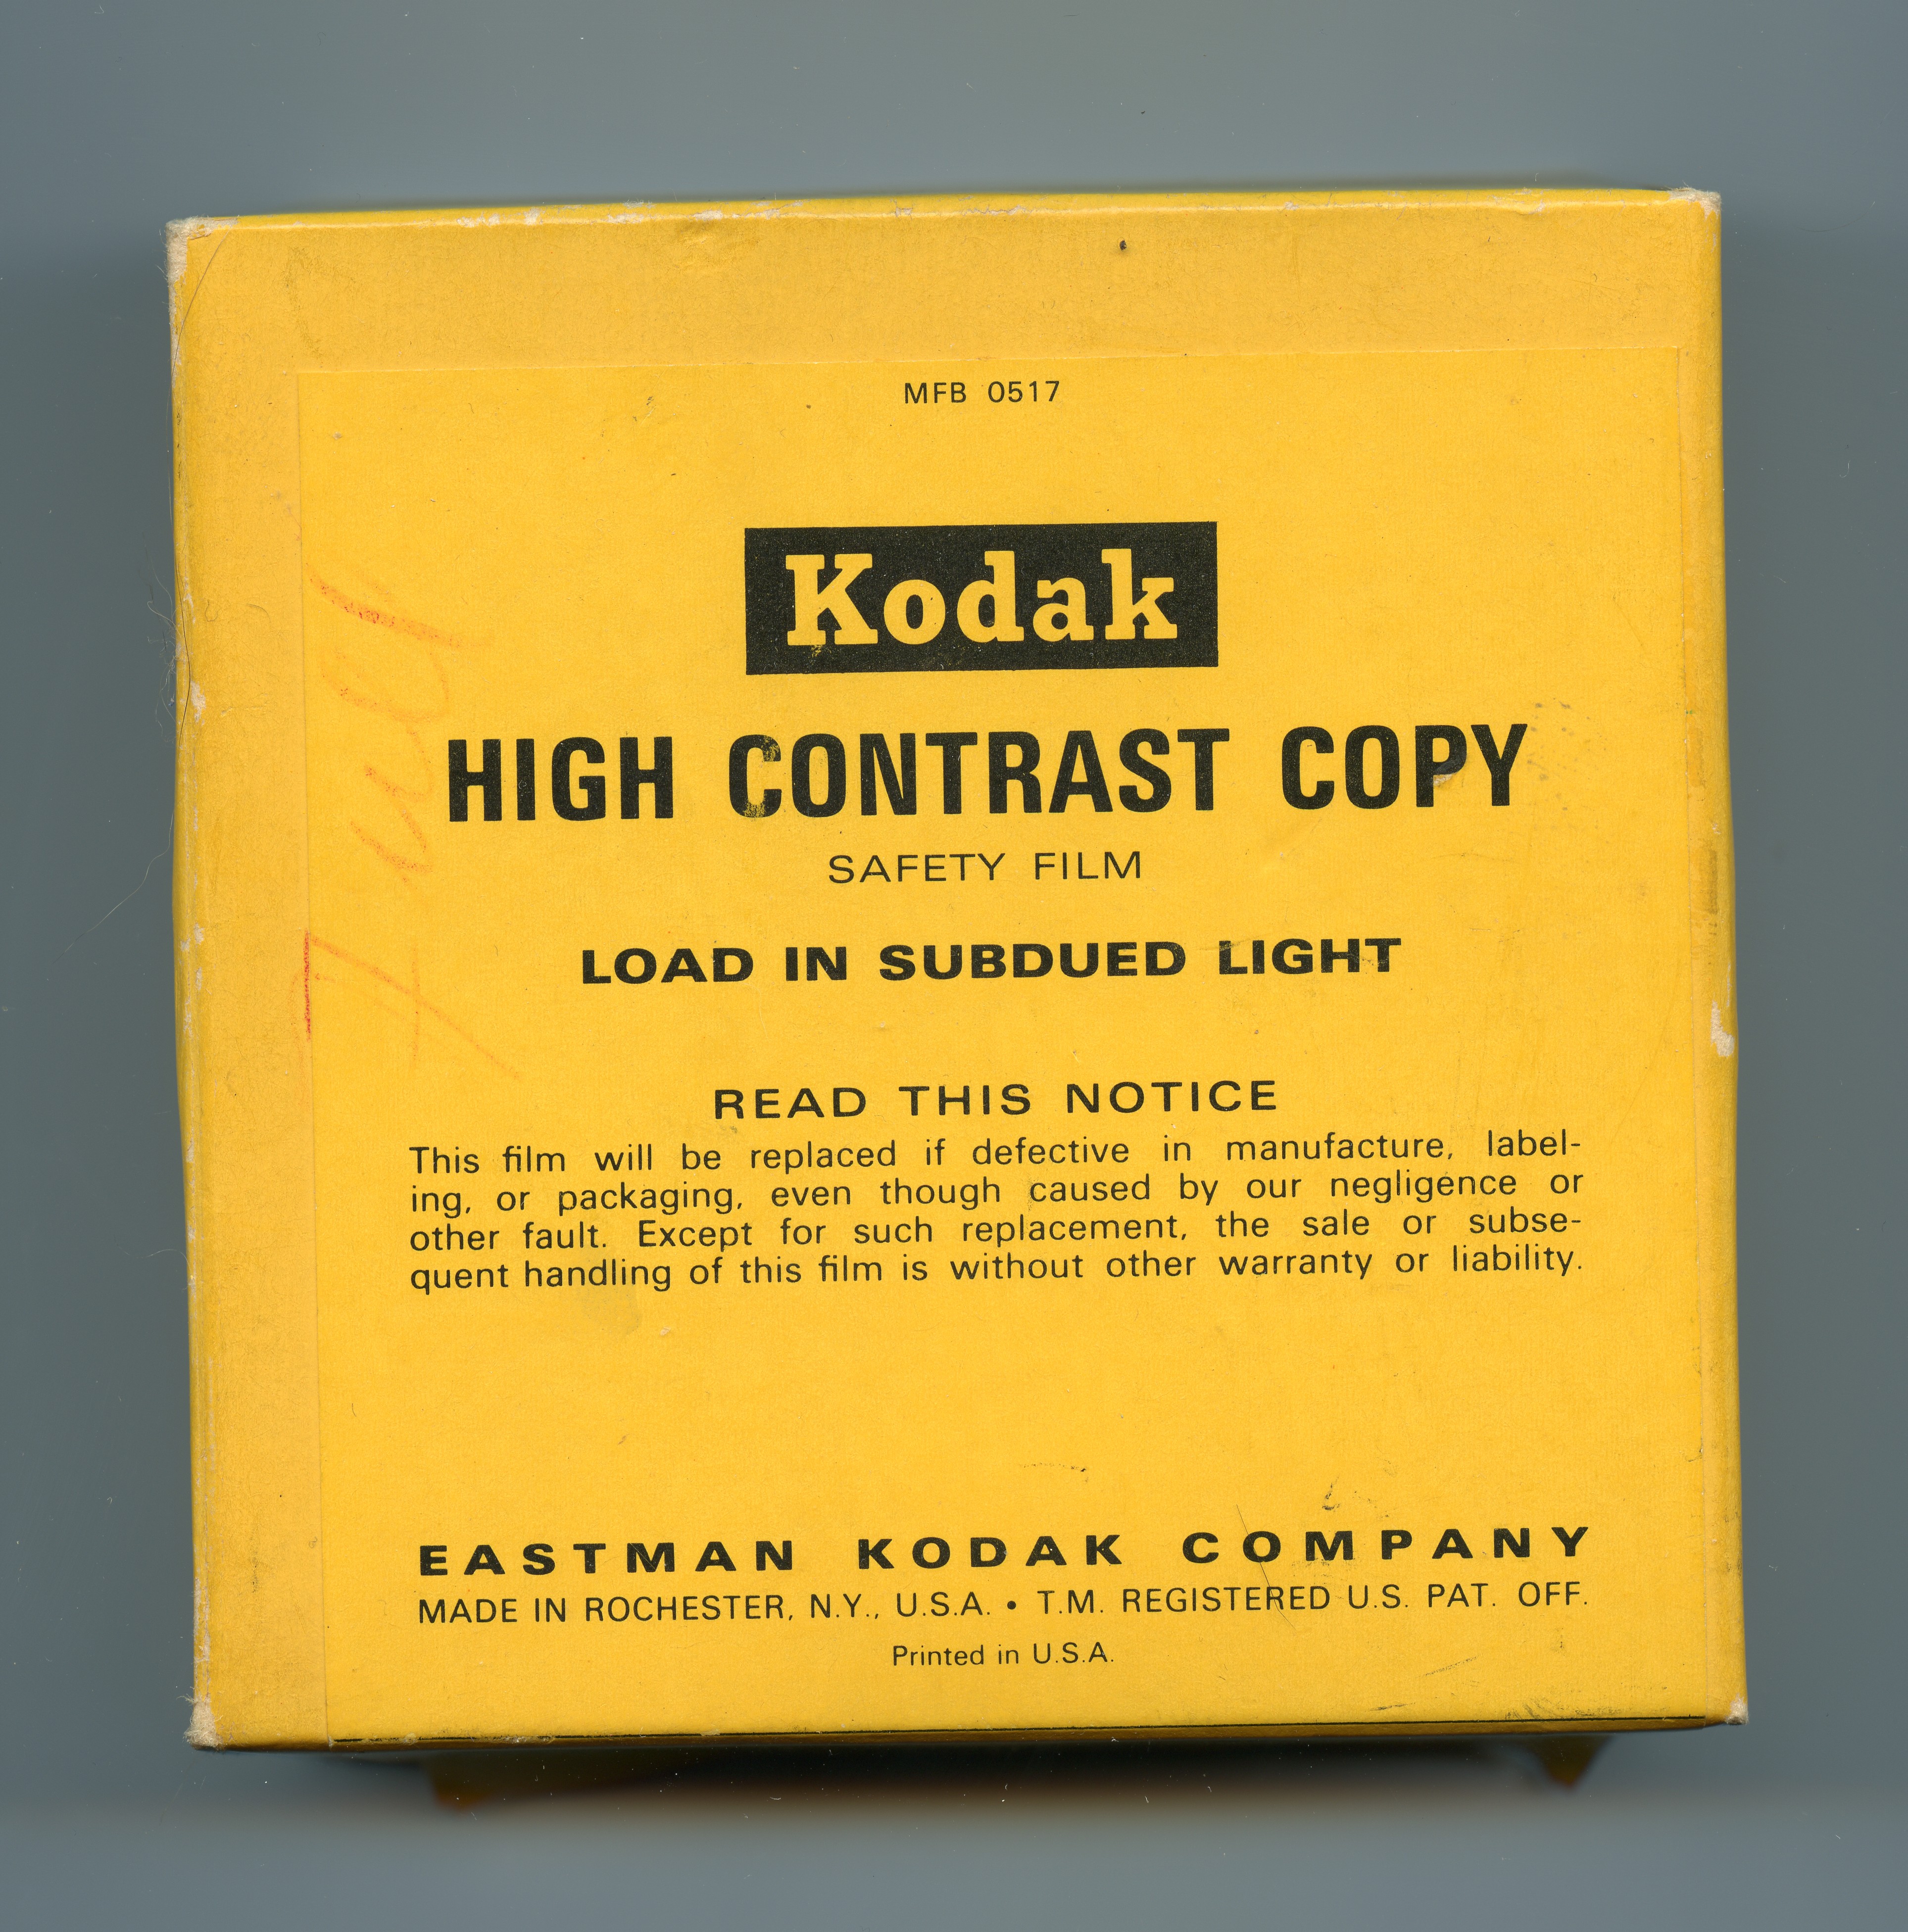 MFB 0517
Kodak
HIGH CONTRAST COPY
SAFETY FILM
LOAD IN SUBDUED LIGHT
READ THIS NOTICE
This film will be replaced if defective in manufacture, label-
ing, or packaging, even though caused by our negligence or
other fault. Except for such replacement, the sale or subse-
quent handling of this film is without other warranty or liability.
EASTMAN KODAK COMPANY
MADE IN ROCHESTER, N.Y., U.S.A. • T.M. REGISTERED U.S. PAT. OFF.
Printed in U.S.A.